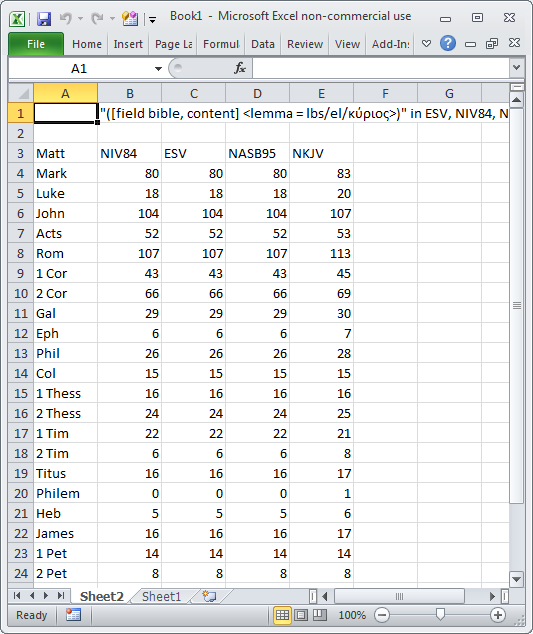 Book1 - Microsoft Excel non-commercial use
File Home Insert Page La Formul Data Review View Add-In:
A1 fx
A B C D E F G
1 "([field bible, content] <lemma = lbs/el/κύριος>)" in ESV, NIV84, N
2
3 Matt NIV84 ESV NASB95 NKJV
4 Mark 80 80 80 83
5 Luke 18 18 18 20
6 John 104 104 104 107
7 Acts 52 52 52 53
8 Rom 107 107 107 113
9 1 Cor 43 43 43 45
10 2 Cor 66 66 66 69
11 Gal 29 29 29 30
12 Eph 6 6 6 7
13 Phil 26 26 26 28
14 Col 15 15 15 15
15 1 Thess 16 16 16 16
16 2 Thess 24 24 24 25
17 1 Tim 22 22 22 21
18 2 Tim 6 6 6 8
19 Titus 16 16 16 17
20 Philem 0 0 0 1
21 Heb 5 5 5 6
22 James 16 16 16 17
23 1 Pet 14 14 14 14
24 2 Pet 8 8 8 8
Sheet2 Sheet1
Ready 100%